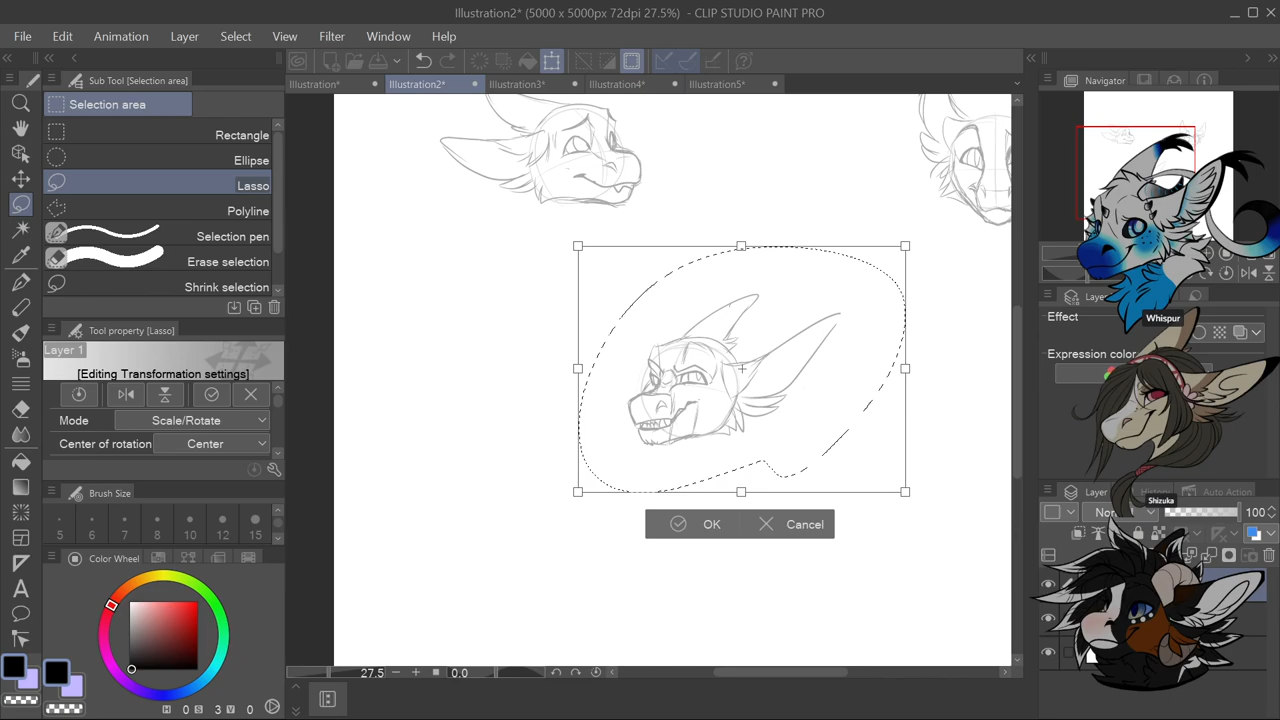 Illustration2* (5000 x 5000px 72dpi 27.5%) - CLIP STUDIO PAINT PRO
File Edit Animation Layer Select View Filter Window Help
Sub Tool [Selection area]
Illustration* Illustration2* Illustration3* Illustration4* Illustration5*
Navigator
Selection area
Rectangle
Ellipse
Lasso
Polyline
Selection pen
Erase selection
Shrink selection
Tool property [Lasso]
Layer 1
[Editing Transformation settings]
Mode Scale/Rotate
Center of rotation Center
Brush Size
5 6 7 8 10 12 15
Color Wheel
H 0 S 3 V 0
OK Cancel
27.5 0.0
Whispur
Effect
Expression color
Shizuka
Layer Auto Action
100